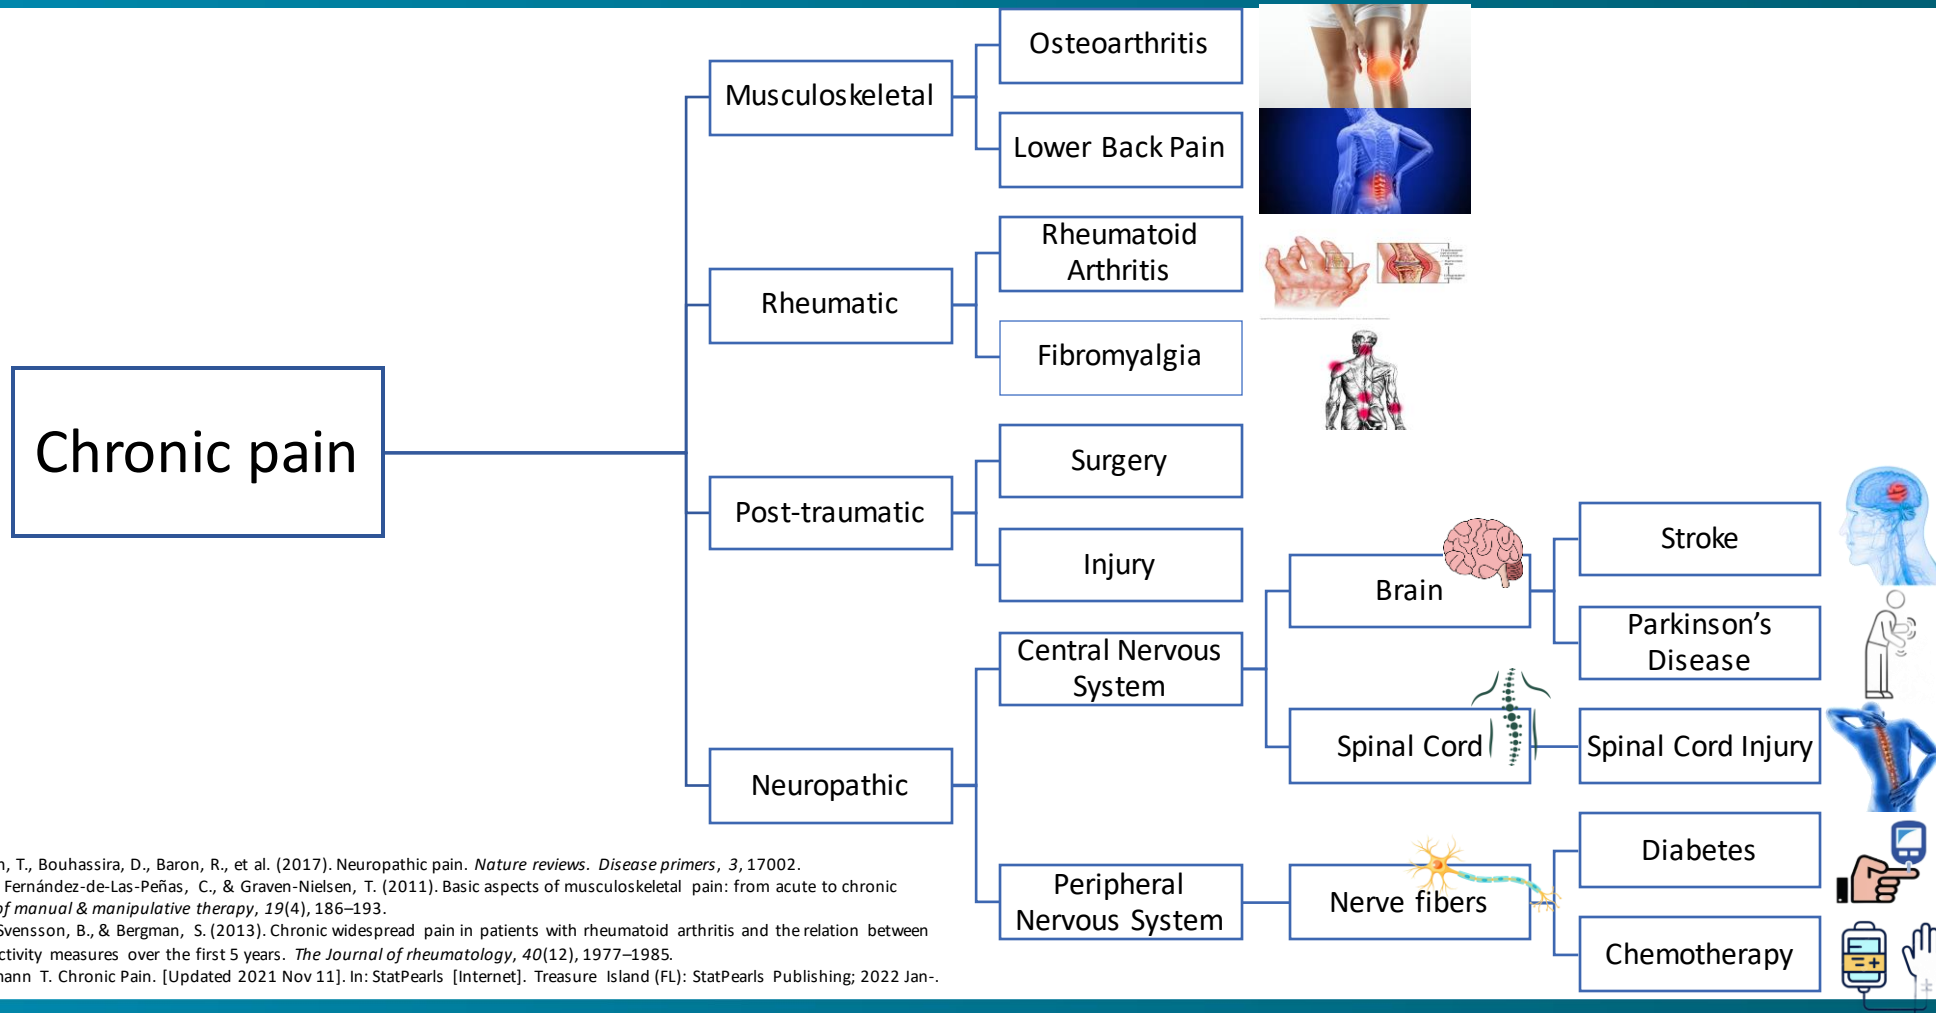 Chronic pain
Musculoskeletal
Osteoarthritis
Lower Back Pain
Rheumatic
Rheumatoid
Arthritis
Fibromyalgia
Post-traumatic
Surgery
Injury
Neuropathic
Central Nervous
System
Brain
Stroke
Parkinson’s
Disease
Spinal Cord
Spinal Cord Injury
Peripheral
Nervous System
Nerve fibers
Diabetes
Chemotherapy
T., Bouhassira, D., Baron, R., et al. (2017). Neuropathic pain. Nature reviews. Disease primers, 3, 17002.
Fernández-de-Las-Peñas, C., & Graven-Nielsen, T. (2011). Basic aspects of musculoskeletal pain: from acute to chronic
of manual & manipulative therapy, 19(4), 186–193.
Svensson, B., & Bergman, S. (2013). Chronic widespread pain in patients with rheumatoid arthritis and the relation between
ctivity measures over the first 5 years. The Journal of rheumatology, 40(12), 1977–1985.
ann T. Chronic Pain. [Updated 2021 Nov 11]. In: StatPearls [Internet]. Treasure Island (FL): StatPearls Publishing; 2022 Jan-.